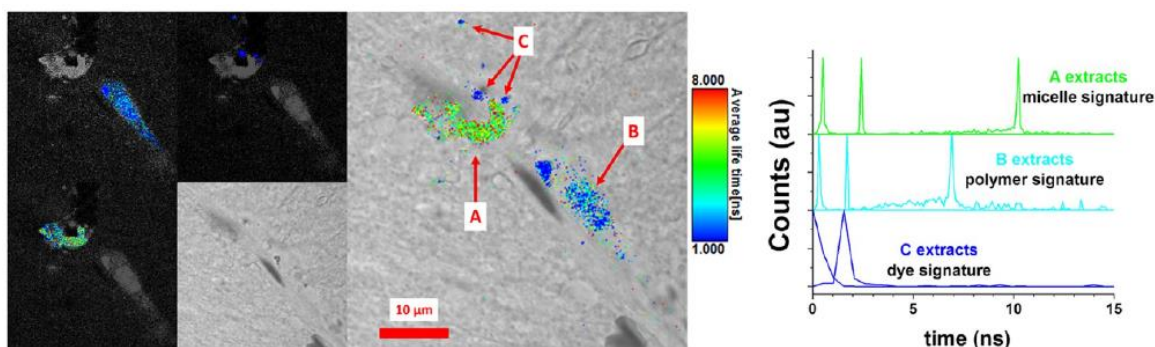 C
B
A
10 µm
8.000
Average life time[ns]
1.000
Counts (au)
A extracts
micelle signature
B extracts
polymer signature
C extracts
dye signature
0
5
10
15
time (ns)